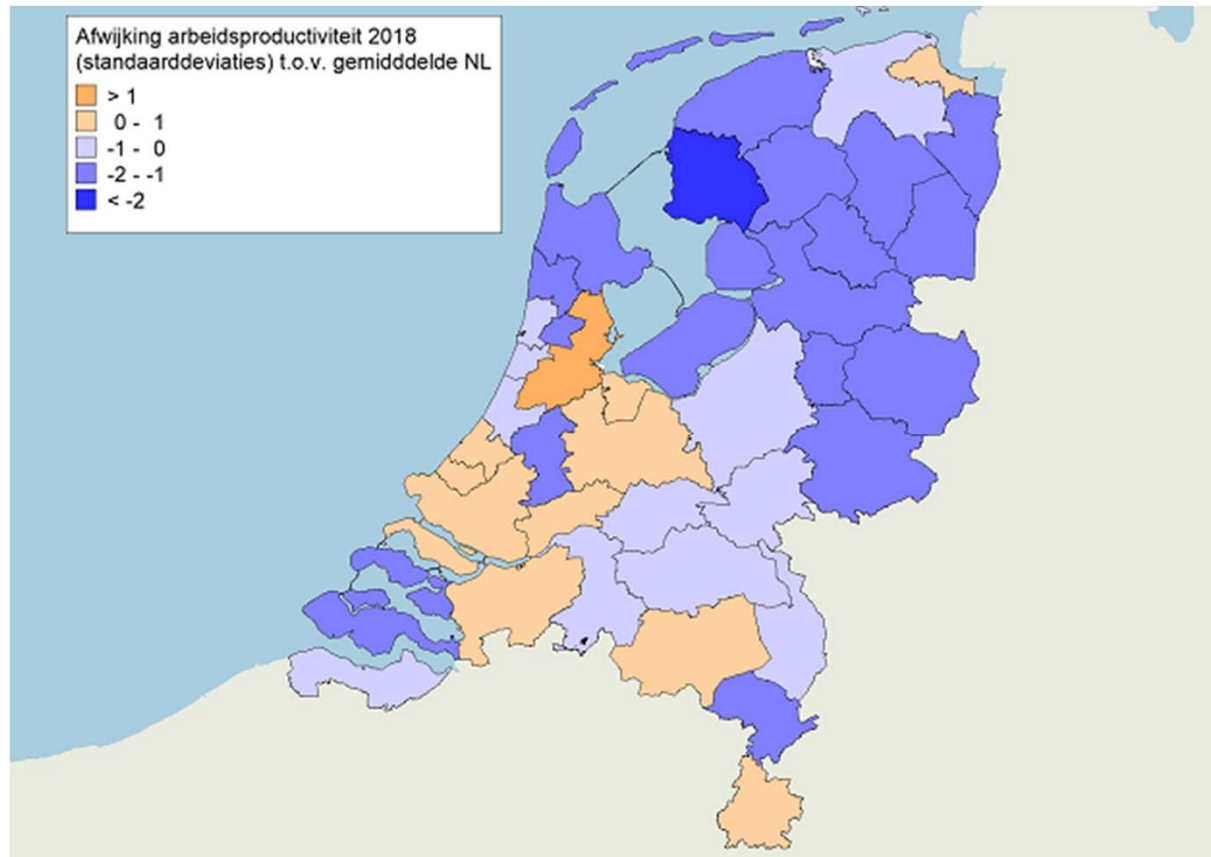 Afwijking arbeidsproductiviteit 2018
(standaarddeviaties) t.o.v. gemidddelde NL
> 1
0 - 1
-1 - 0
-2 - -1
< -2